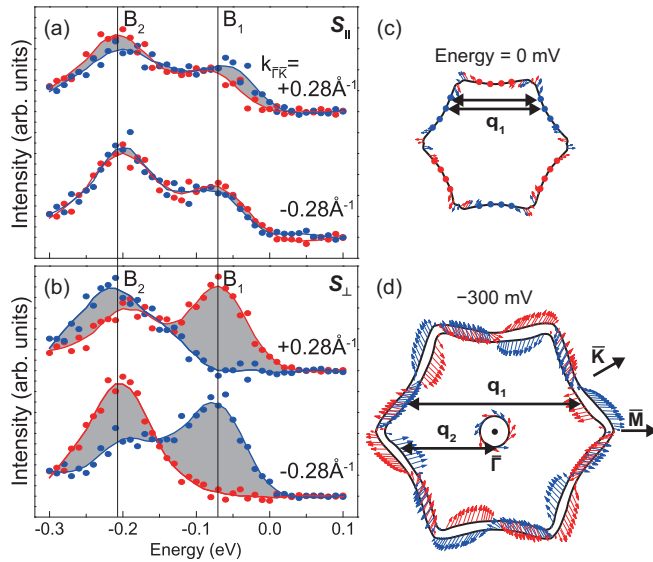 (a)
B₂
B₁
S∥
k_Γ̅K̅=
+0.28Å⁻¹
-0.28Å⁻¹
Intensity (arb. units)
(b)
B₂
B₁
S⊥
+0.28Å⁻¹
-0.28Å⁻¹
Intensity (arb. units)
-0.3 -0.2 -0.1 0.0 0.1
Energy (eV)
(c)
Energy = 0 mV
q₁
(d)
−300 mV
K̅
q₁
M̅
q₂
Γ̅